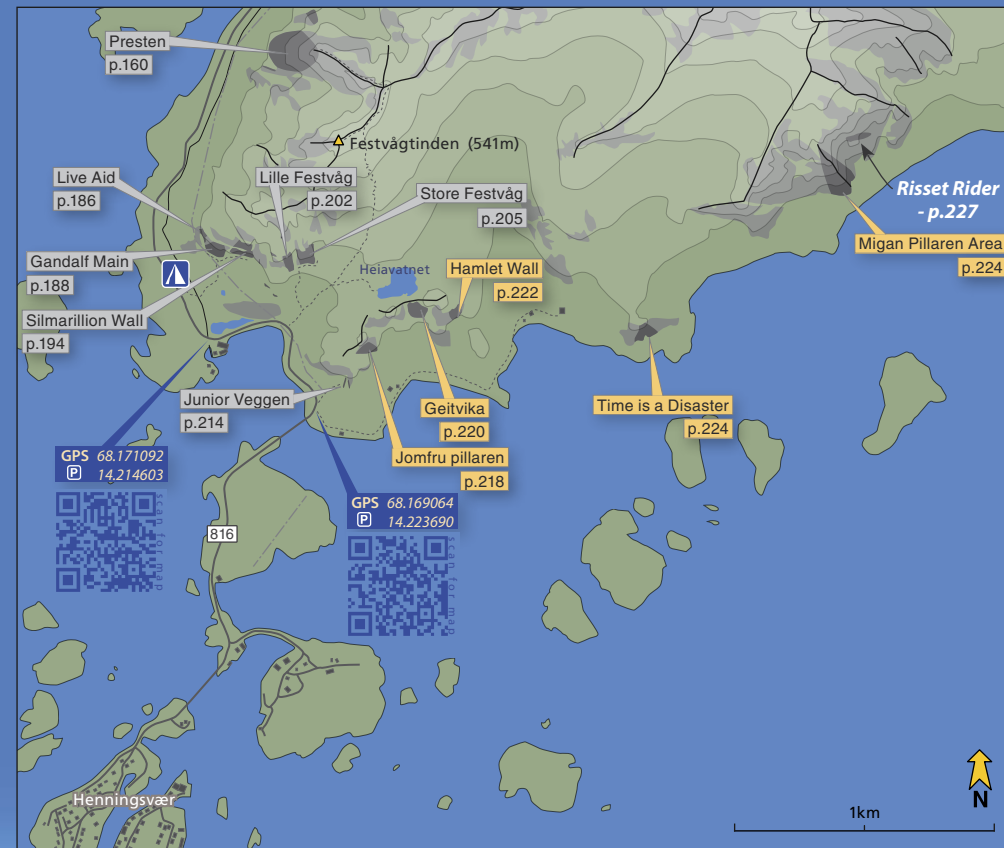 Presten
p.160
Festvågtinden (541m)
Live Aid
p.186
Lille Festvåg
p.202
Store Festvåg
p.205
Risset Rider
- p.227
Migan Pillaren Area
p.224
Gandalf Main
p.188
Heiavatnet
Hamlet Wall
p.222
Silmarillion Wall
p.194
Junior Veggen
p.214
Geitvika
p.220
Time is a Disaster
p.224
Jomfru pillaren
p.218
GPS 68.171092
P 14.214603
scan for map
GPS 68.169064
P 14.223690
scan for map
816
Henningsvær
N
1km